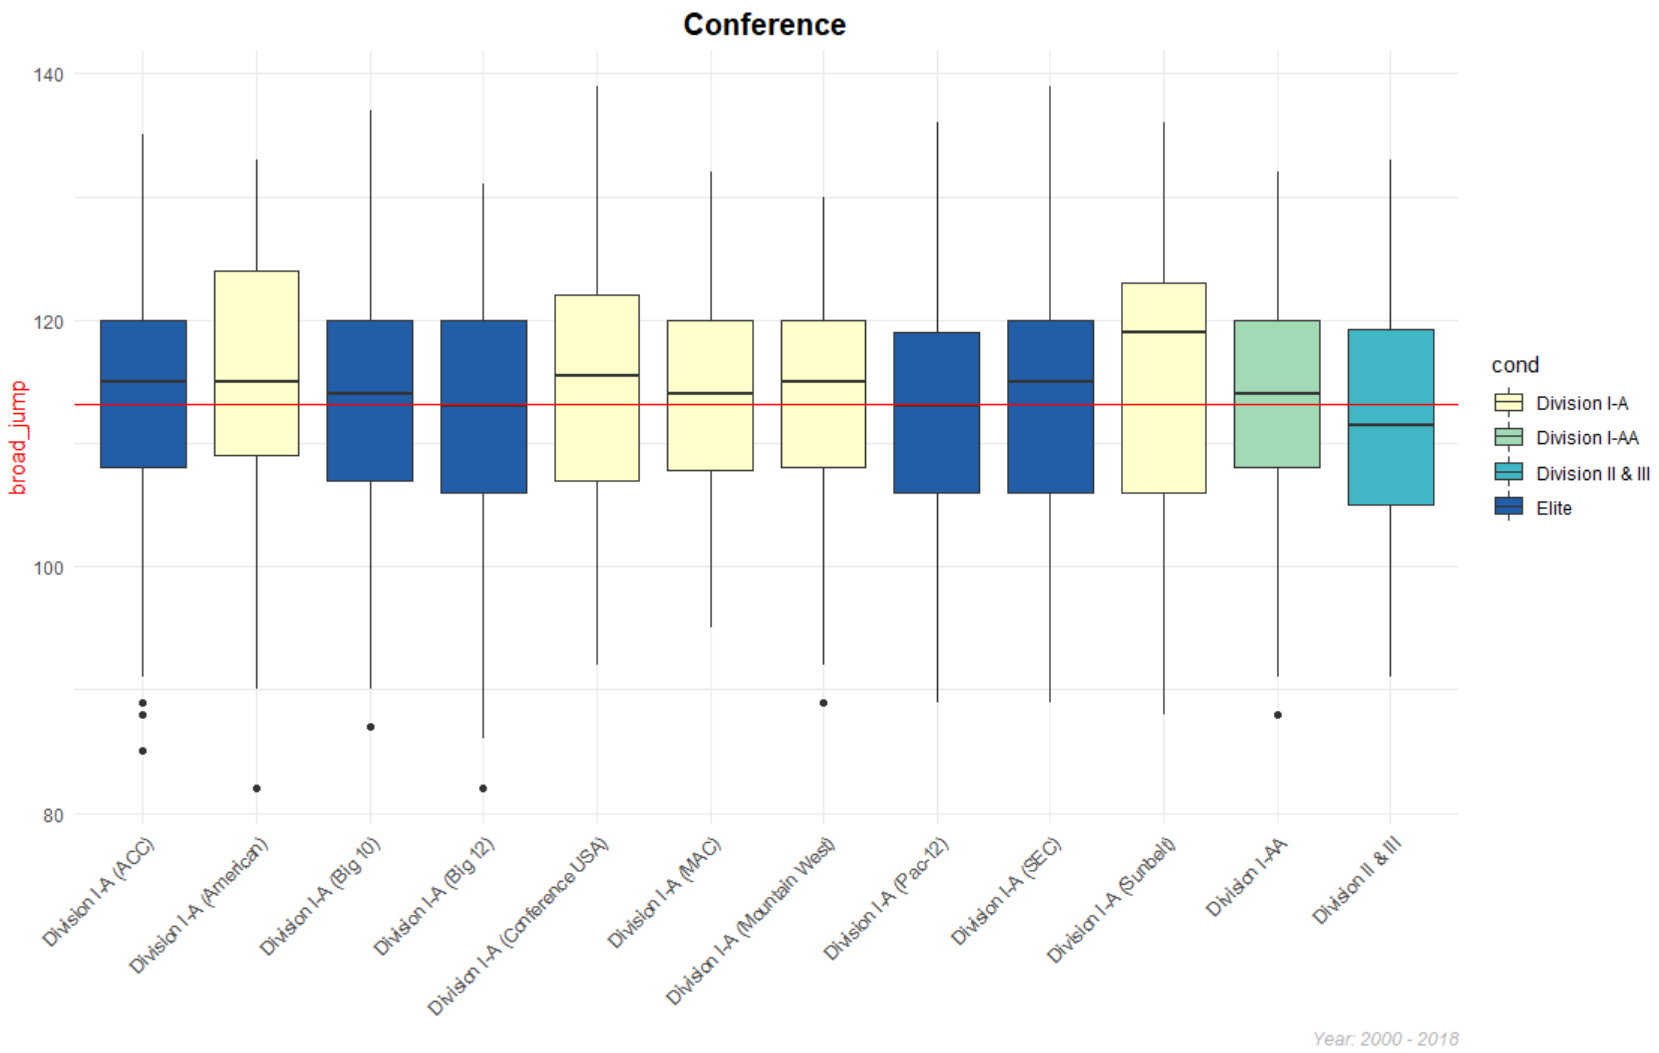 Conference
140
120
100
80
broad_jump
Division I-A (ACC)
Division I-A (American)
Division I-A (Big 10)
Division I-A (Big 12)
Division I-A (Conference USA)
Division I-A (MAC)
Division I-A (Mountain West)
Division I-A (Pac-12)
Division I-A (SEC)
Division I-A (Sunbelt)
Division I-AA
Division II & III
cond
Division I-A
Division I-AA
Division II & III
Elite
Year: 2000 - 2018